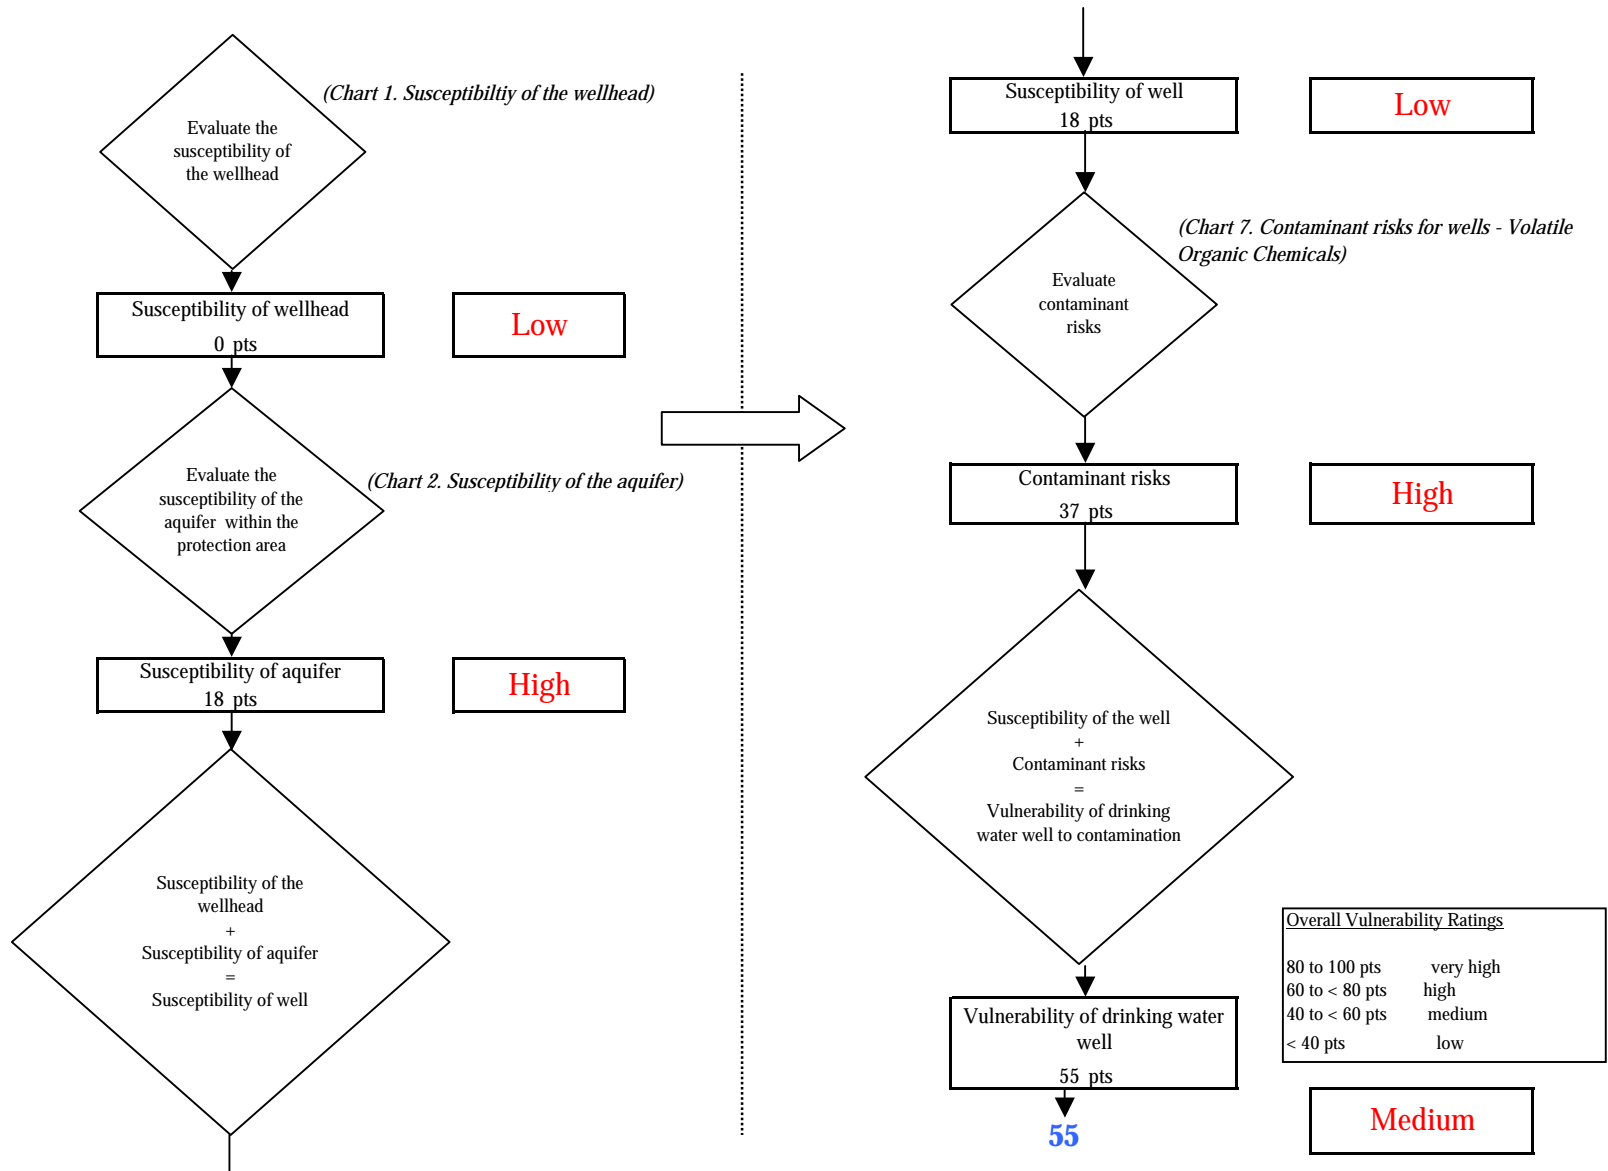 (Chart 1. Susceptibiltiy of the wellhead)
Evaluate the
susceptibility of
the wellhead
Susceptibility of wellhead
0 pts
Low
Evaluate the
susceptibility of the
aquifer within the
protection area
(Chart 2. Susceptibility of the aquifer)
Susceptibility of aquifer
18 pts
High
Susceptibility of the
wellhead
+
Susceptibility of aquifer
=
Susceptibility of well
Susceptibility of well
18 pts
Low
(Chart 7. Contaminant risks for wells - Volatile
Organic Chemicals)
Evaluate
contaminant
risks
Contaminant risks
37 pts
High
Susceptibility of the well
+
Contaminant risks
=
Vulnerability of drinking
water well to contamination
Overall Vulnerability Ratings
80 to 100 pts very high
60 to < 80 pts high
40 to < 60 pts medium
< 40 pts low
Vulnerability of drinking water
well
55 pts
55
Medium